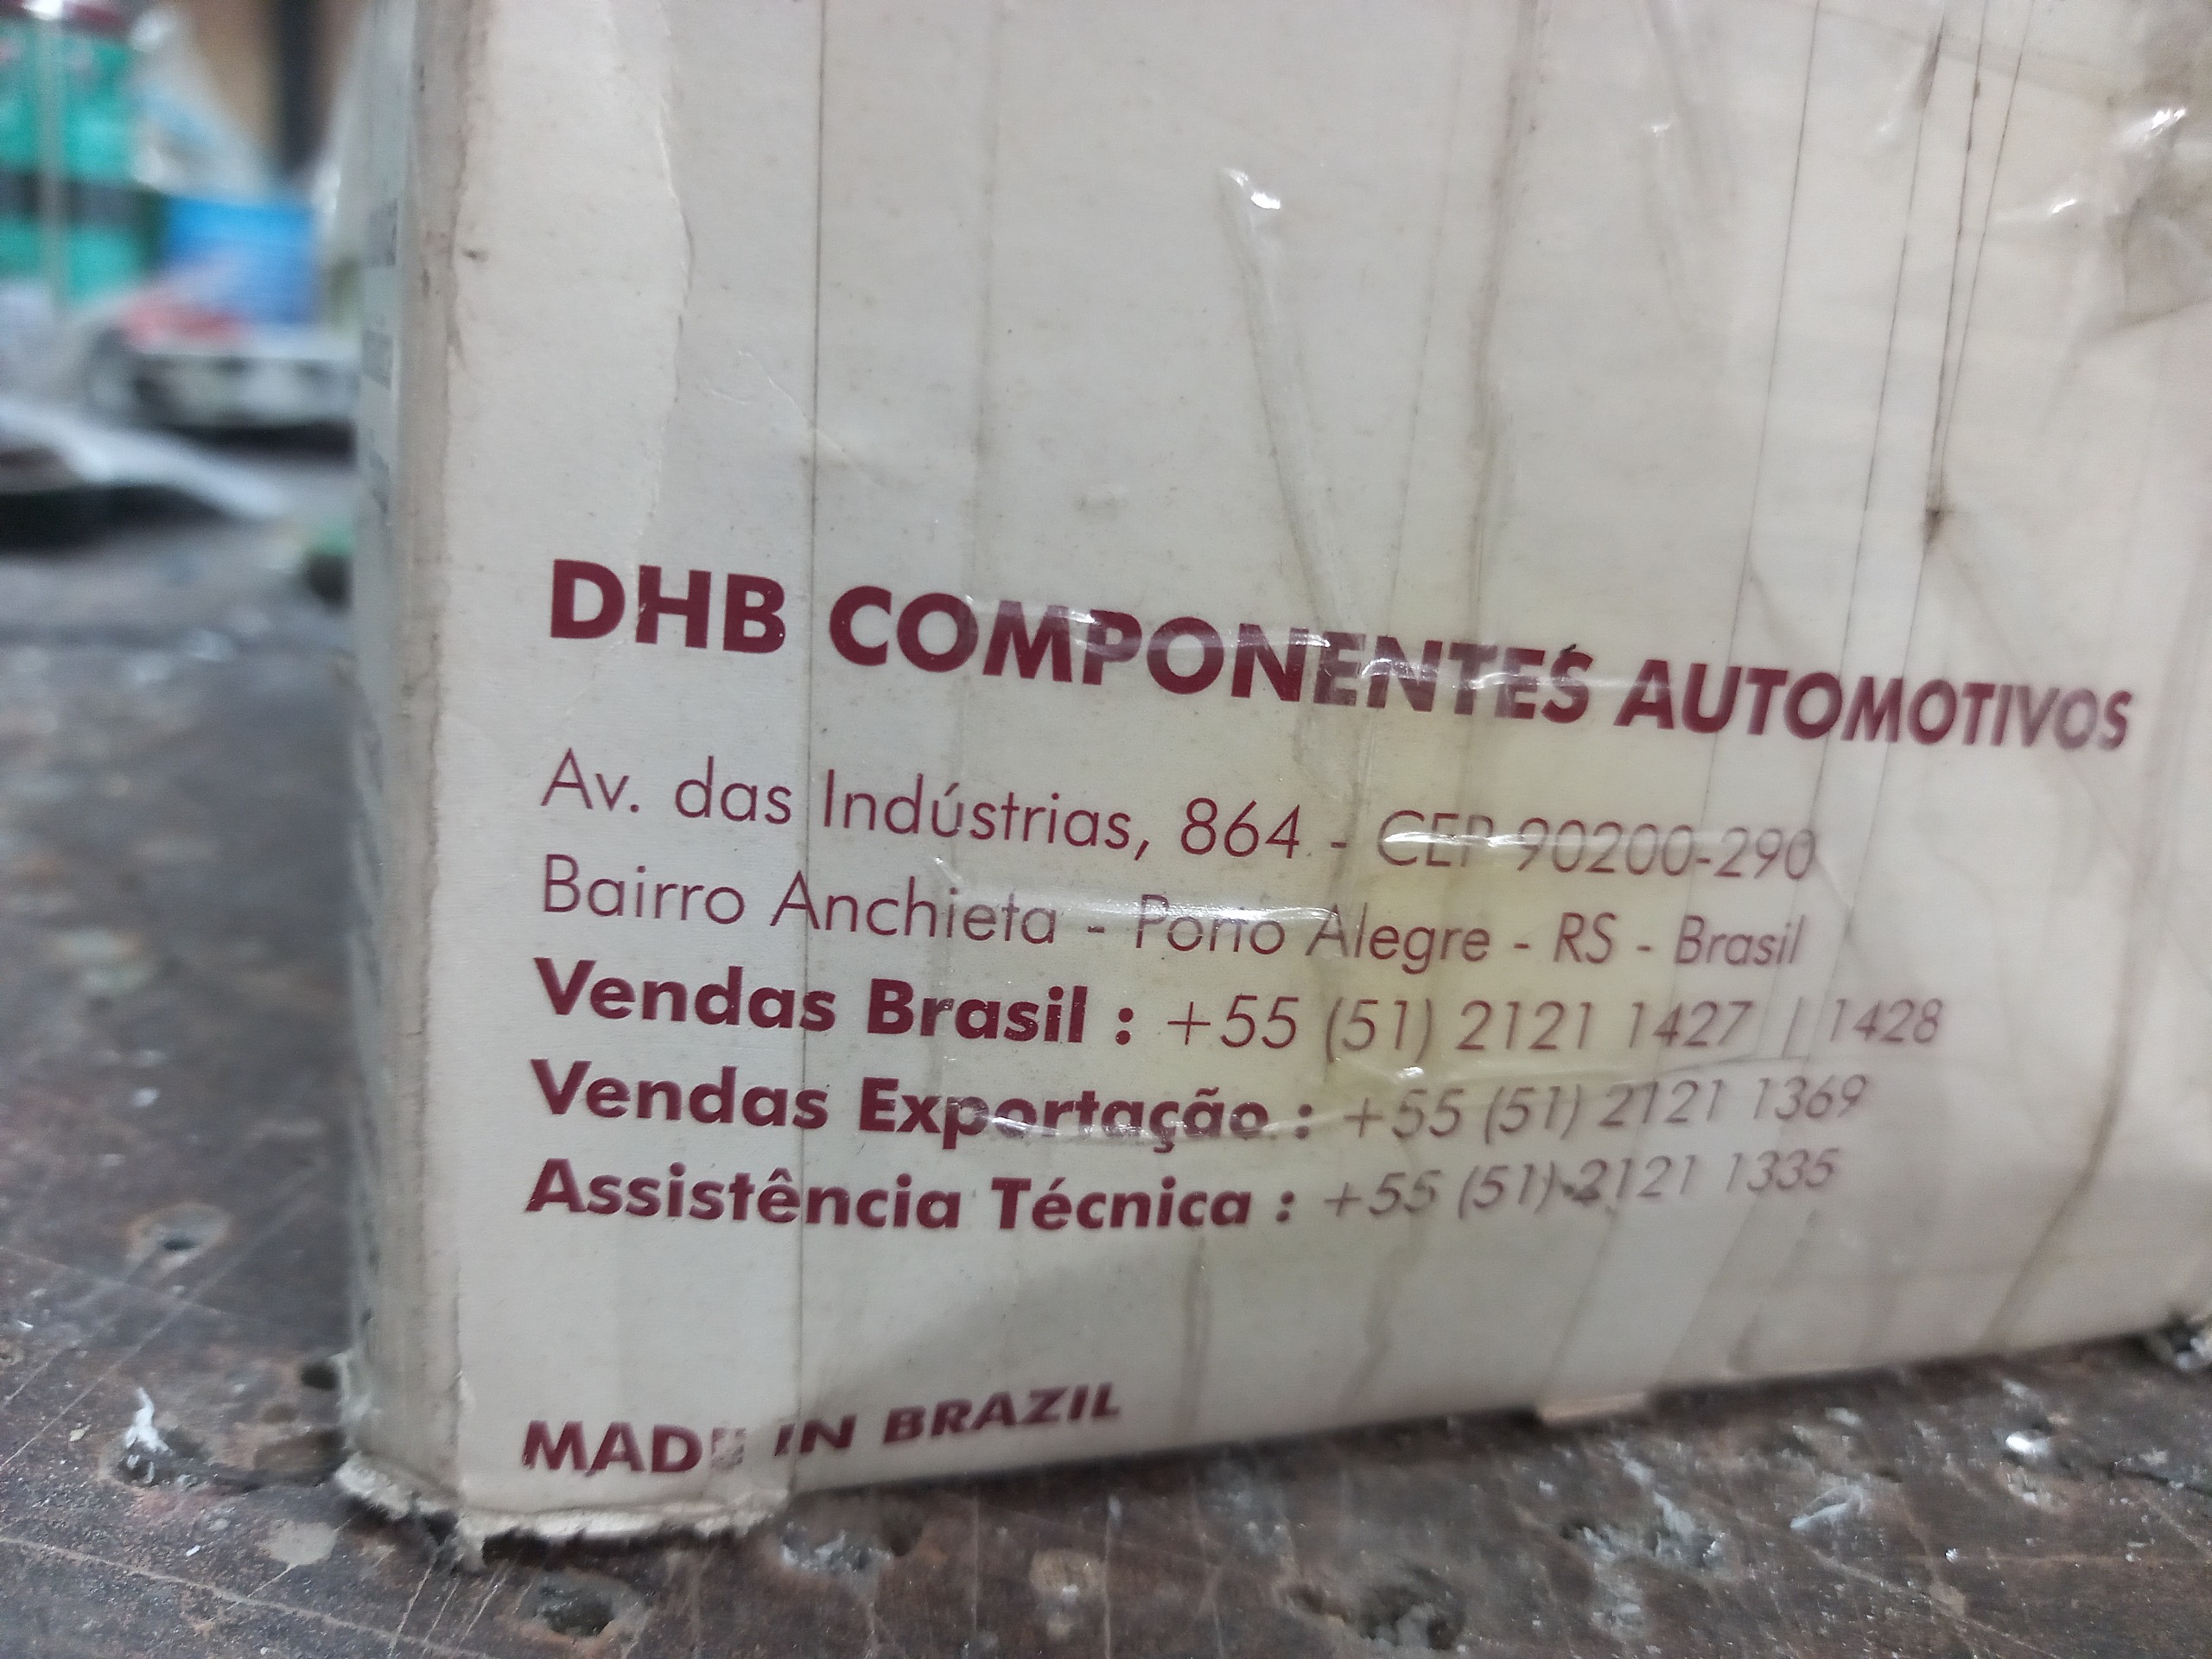 DHB COMPONENTES AUTOMOTIVOS
Av. das Indústrias, 864 - CEP 90200-290
Bairro Anchieta - Porto Alegre - RS - Brasil
Vendas Brasil : +55 (51) 2121 1427 / 1428
Vendas Exportação : +55 (51) 2121 1369
Assistência Técnica : +55 (51) 2121 1335
MADE IN BRAZIL